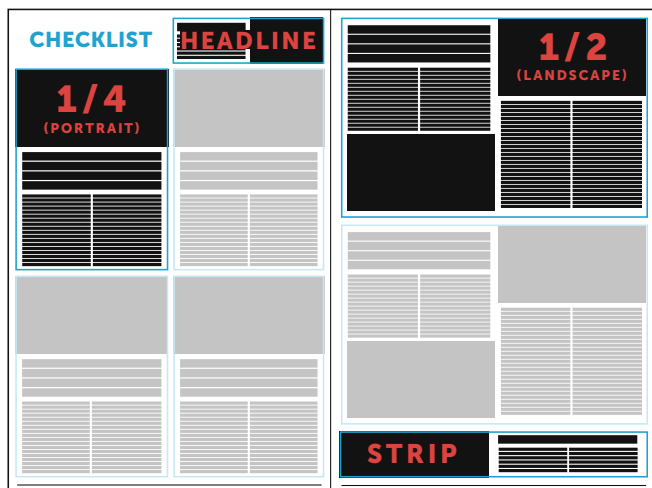 CHECKLIST
HEADLINE
1/4
(PORTRAIT)
1/2
(LANDSCAPE)
STRIP